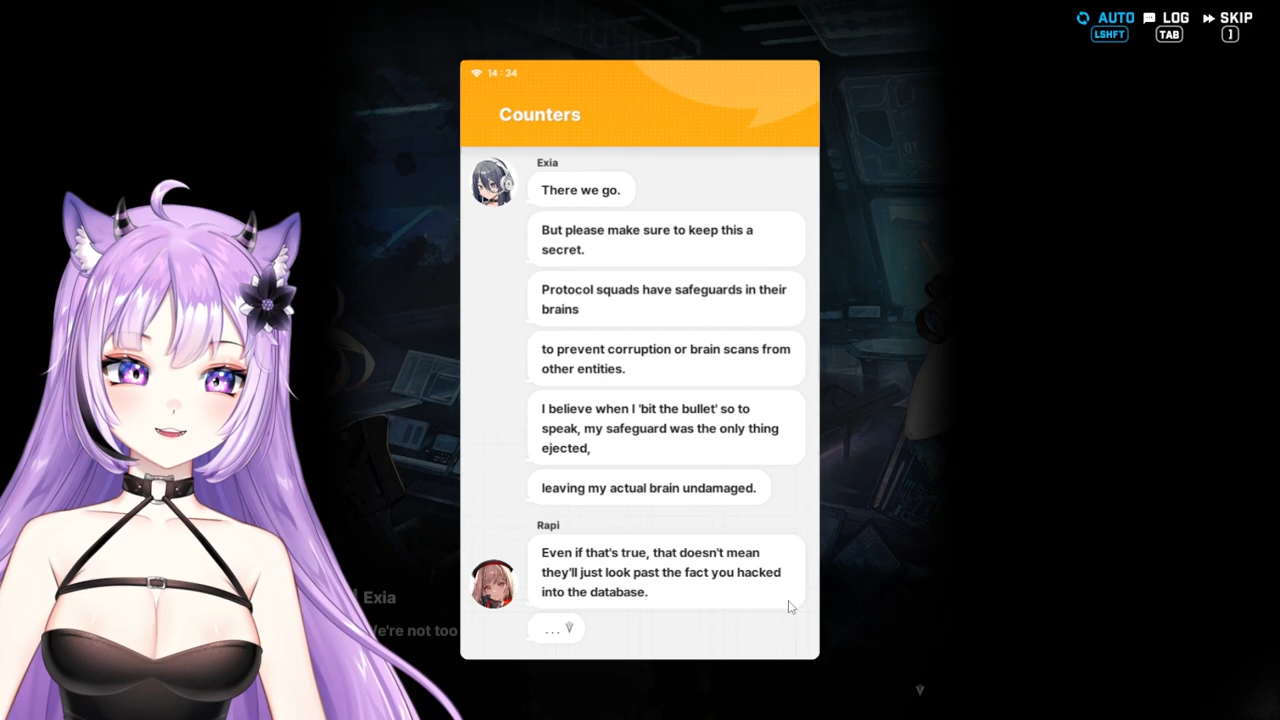 AUTO LOG SKIP
LSHFT TAB ]
14:34
Counters
Exia
There we go.
But please make sure to keep this a
secret.
Protocol squads have safeguards in their
brains
to prevent corruption or brain scans from
other entities.
I believe when I 'bit the bullet' so to
speak, my safeguard was the only thing
ejected,
leaving my actual brain undamaged.
Rapi
Even if that's true, that doesn't mean
they'll just look past the fact you hacked
into the database.
...
Exia
We're not too